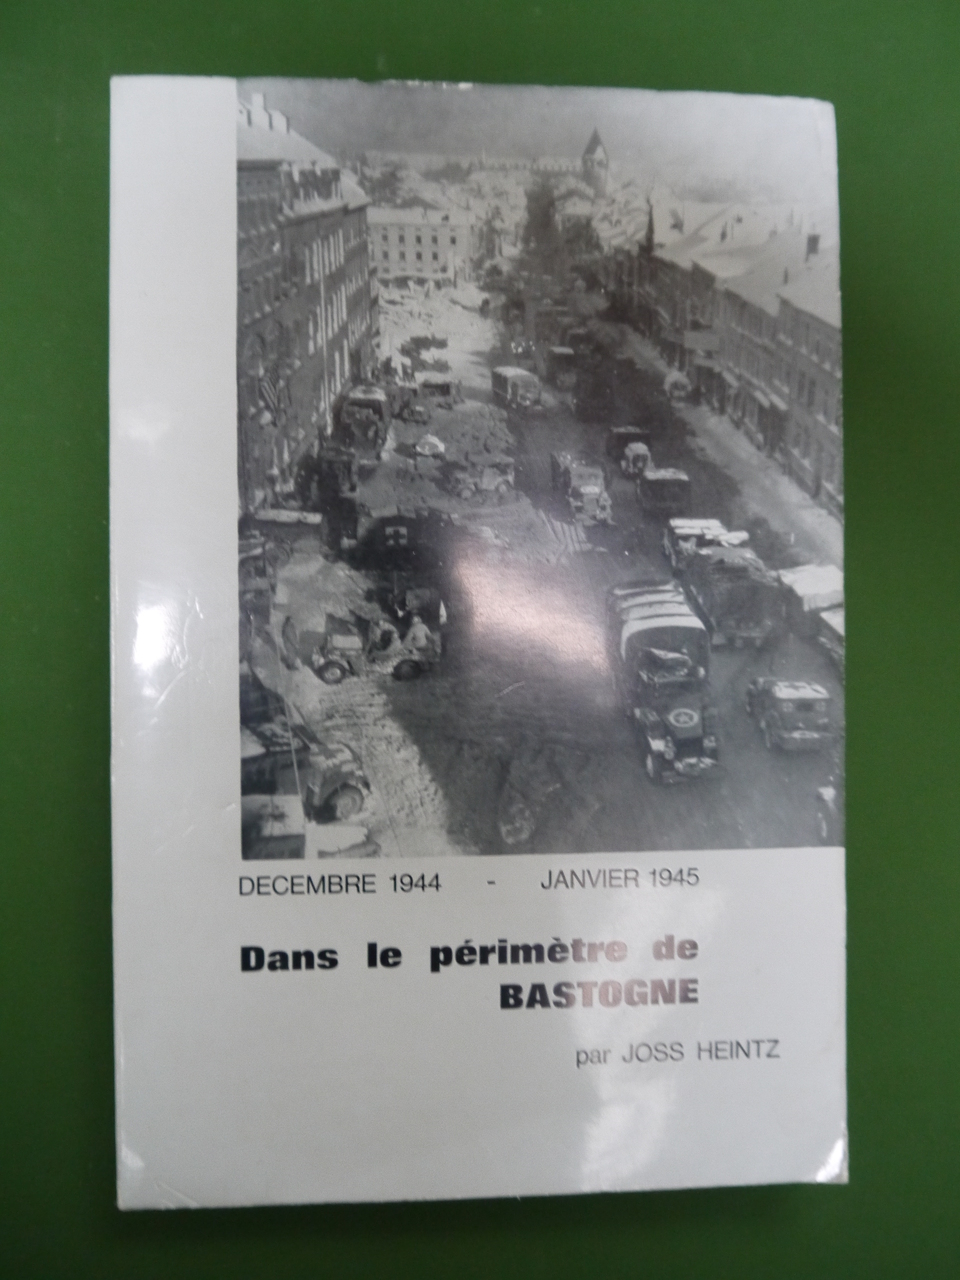 DECEMBRE 1944 - JANVIER 1945
Dans le périmètre de
BASTOGNE
par JOSS HEINTZ